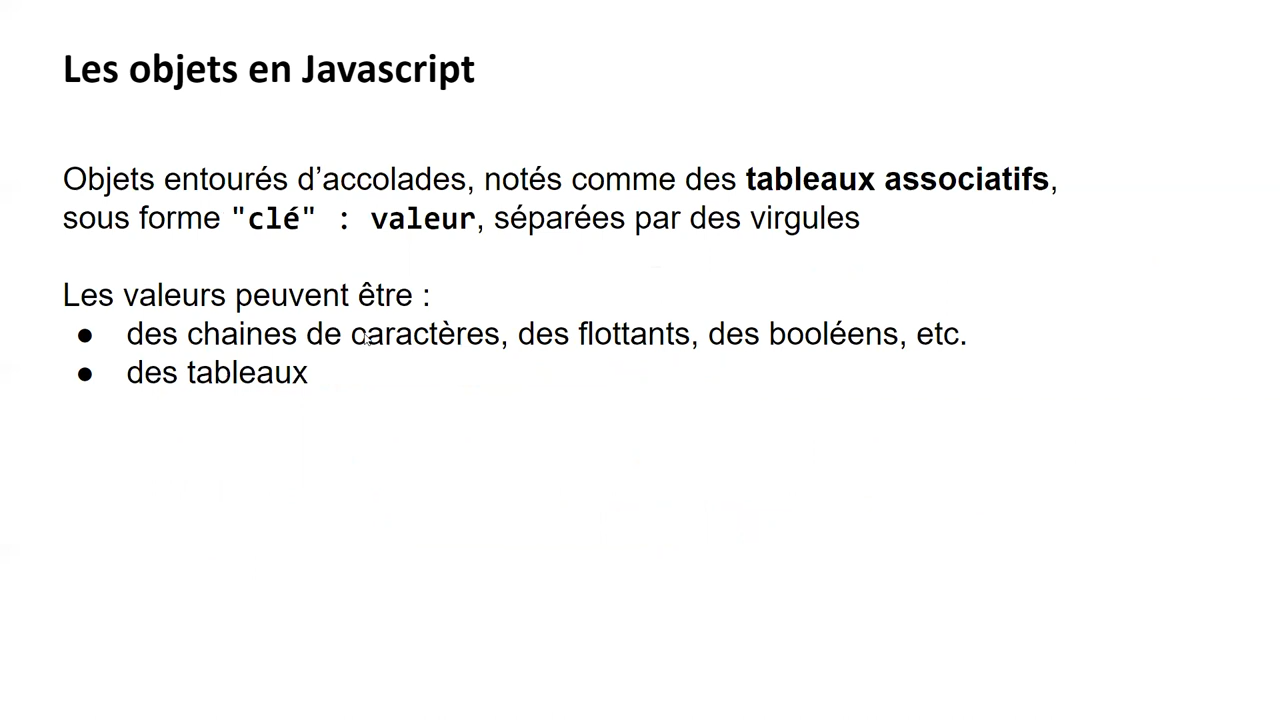 Les objets en Javascript
Objets entourés d’accolades, notés comme des tableaux associatifs,
sous forme "clé" : valeur, séparées par des virgules
Les valeurs peuvent être :
● des chaines de caractères, des flottants, des booléens, etc.
● des tableaux